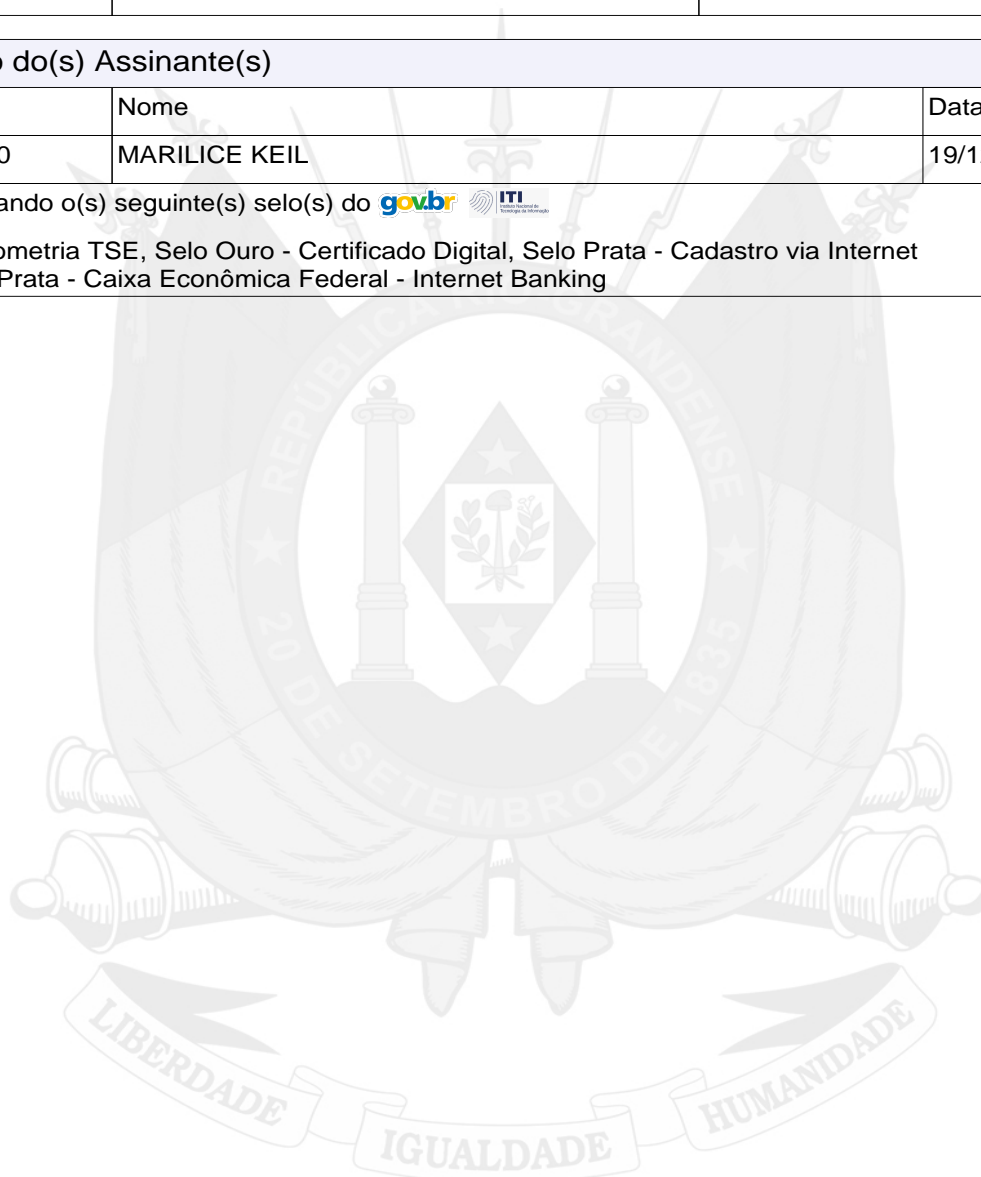 o do(s) Assinante(s)
Nome
Data
0
MARILICE KEIL
19/1
ando o(s) seguinte(s) selo(s) do gov.br ITI
ometria TSE, Selo Ouro - Certificado Digital, Selo Prata - Cadastro via Internet
Prata - Caixa Econômica Federal - Internet Banking
REPÚBLICA RIO GRANDENSE
20 DE SETEMBRO DE 1835
LIBERDADE
IGUALDADE
HUMANIDADE